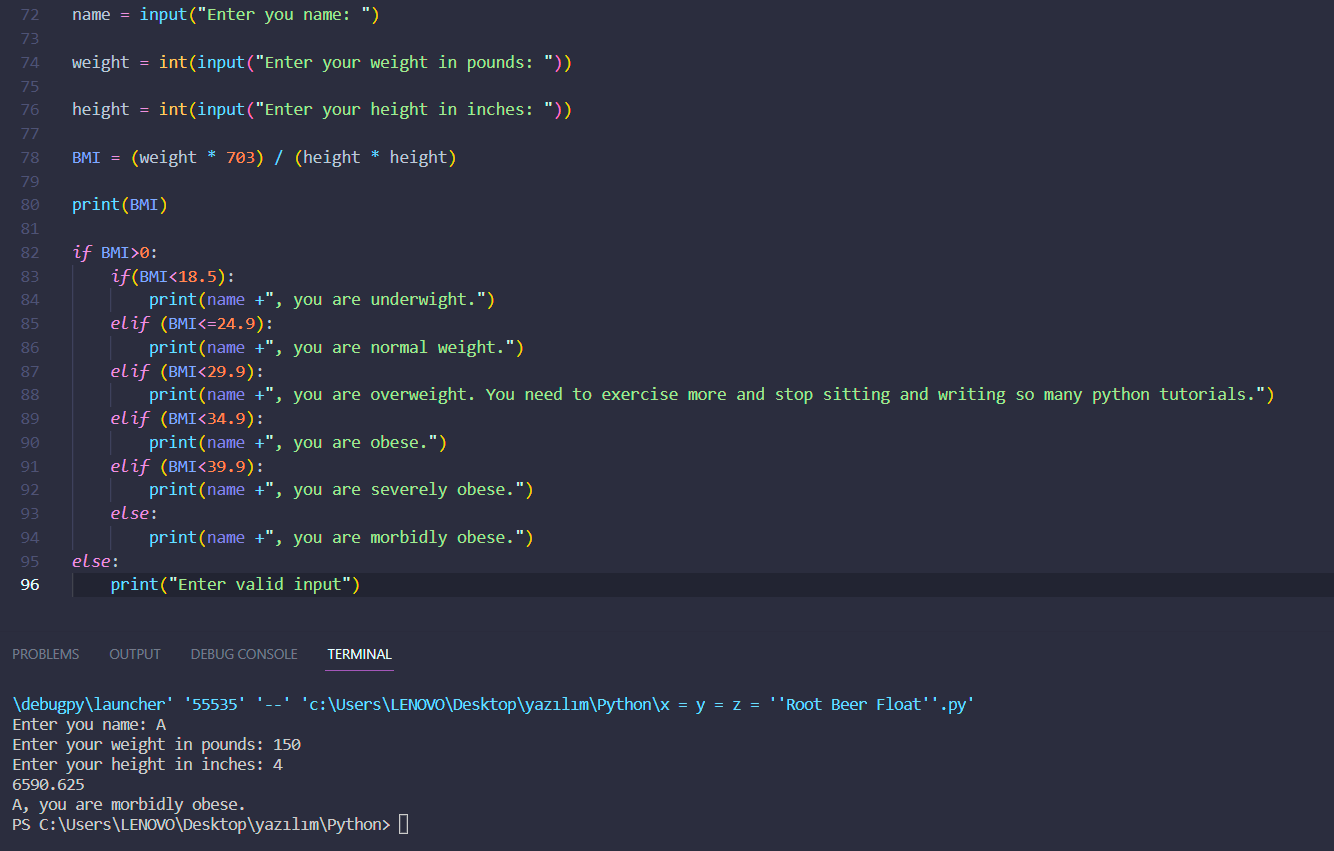 72 name = input("Enter you name: ")
73
74 weight = int(input("Enter your weight in pounds: "))
75
76 height = int(input("Enter your height in inches: "))
77
78 BMI = (weight * 703) / (height * height)
79
80 print(BMI)
81
82 if BMI>0:
83     if(BMI<18.5):
84         print(name +", you are underwight.")
85     elif (BMI<=24.9):
86         print(name +", you are normal weight.")
87     elif (BMI<29.9):
88         print(name +", you are overweight. You need to exercise more and stop sitting and writing so many python tutorials.")
89     elif (BMI<34.9):
90         print(name +", you are obese.")
91     elif (BMI<39.9):
92         print(name +", you are severely obese.")
93     else:
94         print(name +", you are morbidly obese.")
95 else:
96     print("Enter valid input")
PROBLEMS OUTPUT DEBUG CONSOLE TERMINAL
\debugpy\launcher' '55535' '--' 'c:\Users\LENOVO\Desktop\yazılım\Python\x = y = z = ''Root Beer Float''.py'
Enter you name: A
Enter your weight in pounds: 150
Enter your height in inches: 4
6590.625
A, you are morbidly obese.
PS C:\Users\LENOVO\Desktop\yazılım\Python>